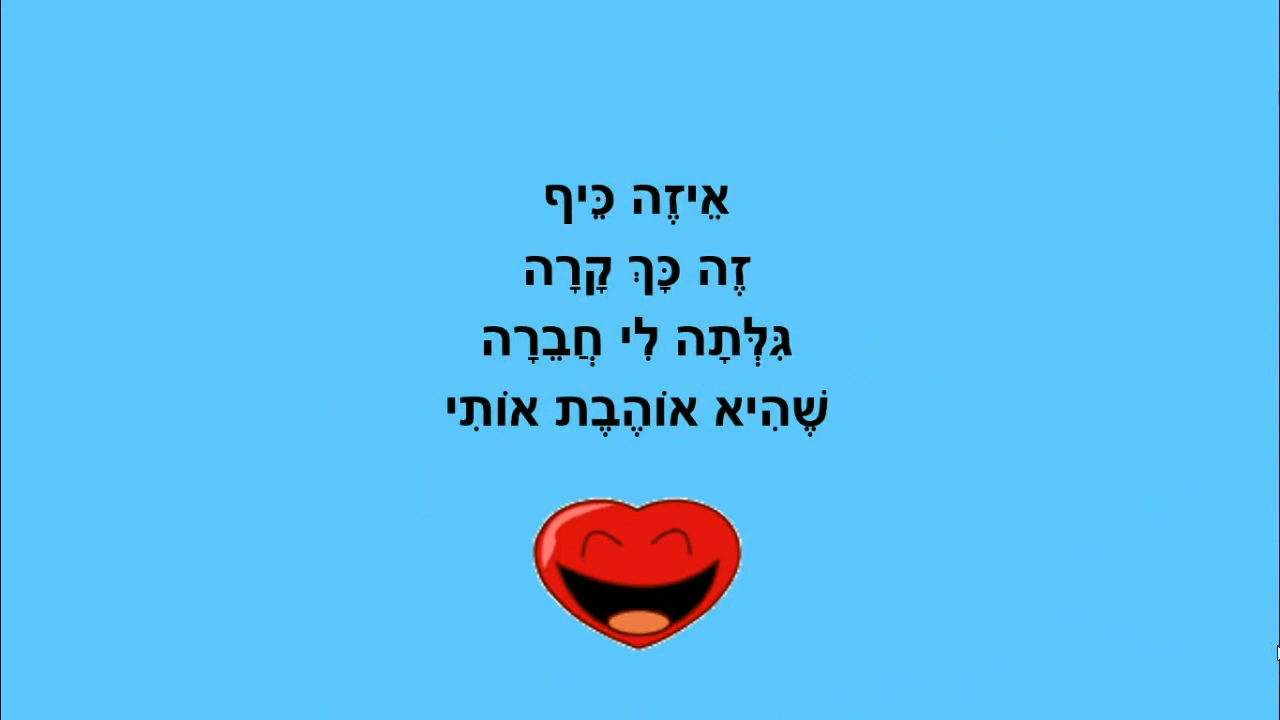 אֵיזֶה כֵּיף
זֶה כָּךְ קָרָה
גִּלְּתָה לִי חֲבֵרָה
שֶׁהִיא אוֹהֶבֶת אוֹתִי